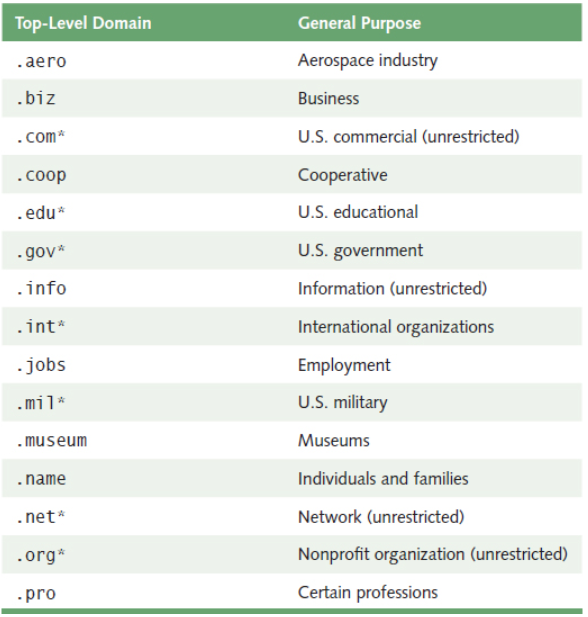 Top-Level Domain General Purpose
.aero Aerospace industry
.biz Business
.com* U.S. commercial (unrestricted)
.coop Cooperative
.edu* U.S. educational
.gov* U.S. government
.info Information (unrestricted)
.int* International organizations
.jobs Employment
.mil* U.S. military
.museum Museums
.name Individuals and families
.net* Network (unrestricted)
.org* Nonprofit organization (unrestricted)
.pro Certain professions